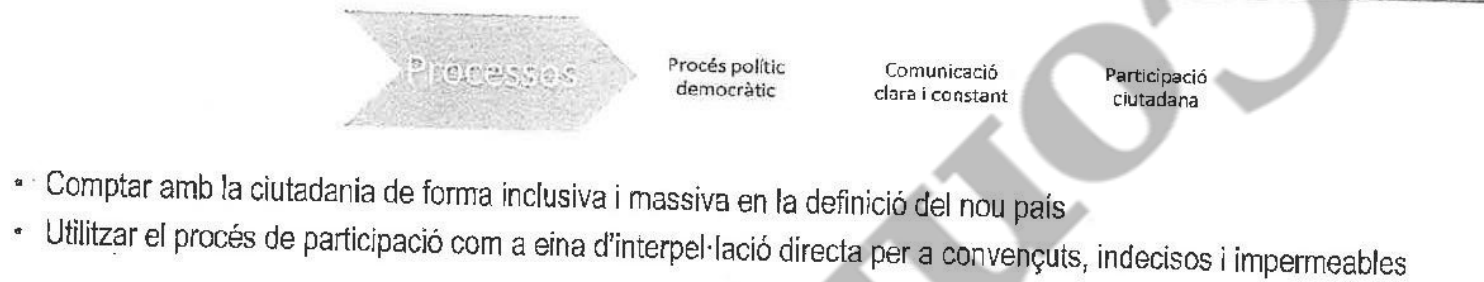 Processos
Procés polític
democràtic
Comunicació
clara i constant
Participació
ciutadana
• Comptar amb la ciutadania de forma inclusiva i massiva en la definició del nou país
• Utilitzar el procés de participació com a eina d'interpel·lació directa per a convençuts, indecisos i impermeables